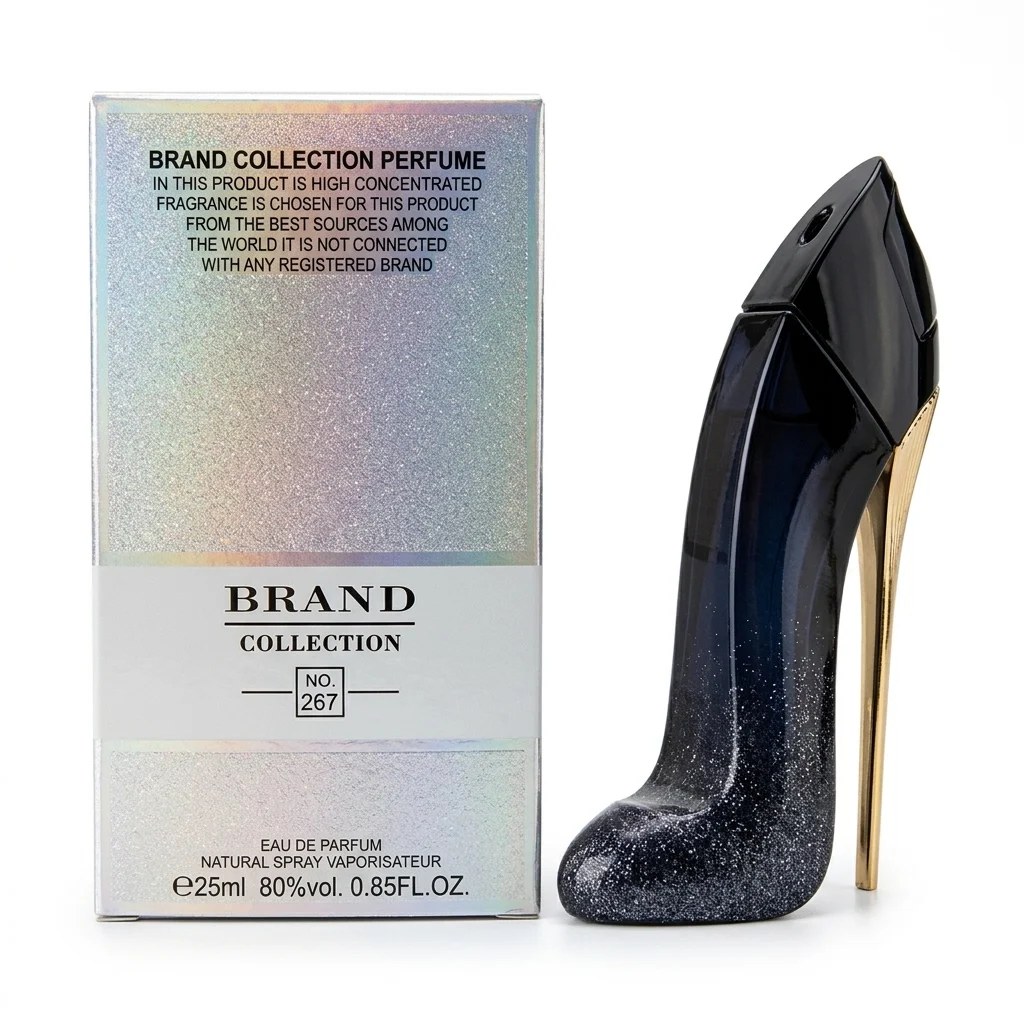 BRAND COLLECTION PERFUME
IN THIS PRODUCT IS HIGH CONCENTRATED
FRAGRANCE IS CHOSEN FOR THIS PRODUCT
FROM THE BEST SOURCES AMONG
THE WORLD IT IS NOT CONNECTED
WITH ANY REGISTERED BRAND
BRAND
COLLECTION
NO.
267
EAU DE PARFUM
NATURAL SPRAY VAPORISATEUR
℮25ml 80%vol. 0.85FL.OZ.